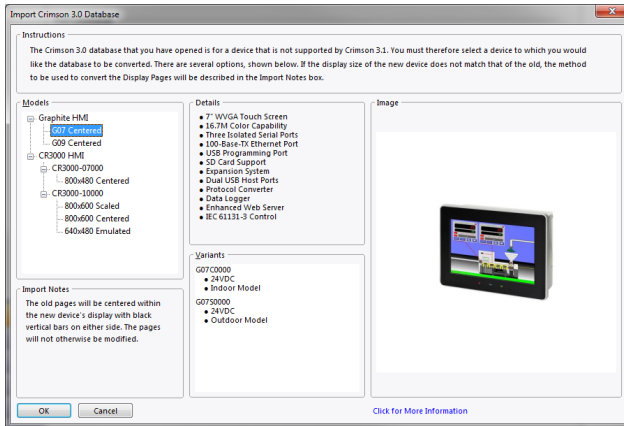 Import Crimson 3.0 Database
Instructions
The Crimson 3.0 database that you have opened is for a device that is not supported by Crimson 3.1. You must therefore select a device to which you would
like the database to be converted. There are several options, shown below. If the display size of the new device does not match that of the old, the method
to be used to convert the Display Pages will be described in the Import Notes box.
Models
Graphite HMI
G07 Centered
G09 Centered
CR3000 HMI
CR3000-07000
800x480 Centered
CR3000-10000
800x600 Scaled
800x600 Centered
640x480 Emulated
Import Notes
The old pages will be centered within
the new device's display with black
vertical bars on either side. The pages
will not otherwise be modified.
Details
• 7" WVGA Touch Screen
• 16.7M Color Capability
• Three Isolated Serial Ports
• 100-Base-TX Ethernet Port
• USB Programming Port
• SD Card Support
• Expansion System
• Dual USB Host Ports
• Protocol Converter
• Data Logger
• Enhanced Web Server
• IEC 61131-3 Control
Variants
G07C0000
• 24VDC
• Indoor Model
G07S0000
• 24VDC
• Outdoor Model
Image
OK
Cancel
Click for More Information